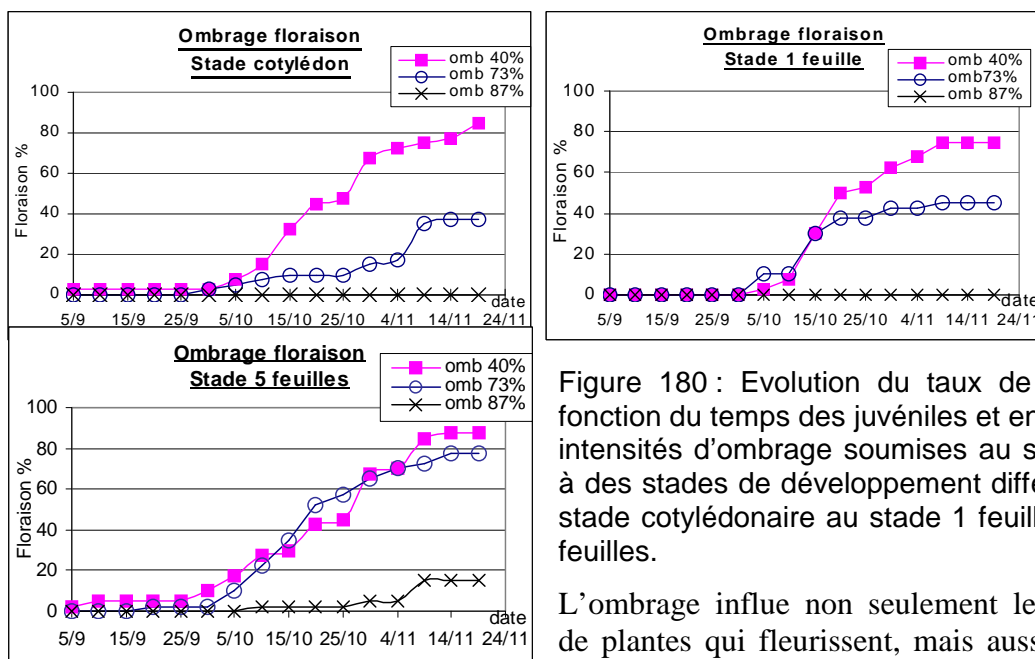 Ombrage floraison
Stade cotylédon
omb 40%
omb 73%
omb 87%
Floraison %
100
80
60
40
20
0
date
5/9 15/9 25/9 5/10 15/10 25/10 4/11 14/11 24/11
Ombrage floraison
Stade 1 feuille
omb 40%
omb73%
omb 87%
Floraison %
100
80
60
40
20
0
date
5/9 15/9 25/9 5/10 15/10 25/10 4/11 14/11 24/11
Ombrage floraison
Stade 5 feuilles
omb 40%
omb 73%
omb 87%
Floraison %
100
80
60
40
20
0
date
5/9 15/9 25/9 5/10 15/10 25/10 4/11 14/11 24/11
Figure 180 : Evolution du taux de
fonction du temps des juvéniles et en
intensités d’ombrage soumises au s
à des stades de développement diffé
stade cotylédonaire au stade 1 feuill
feuilles.
L’ombrage influe non seulement le
de plantes qui fleurissent, mais auss